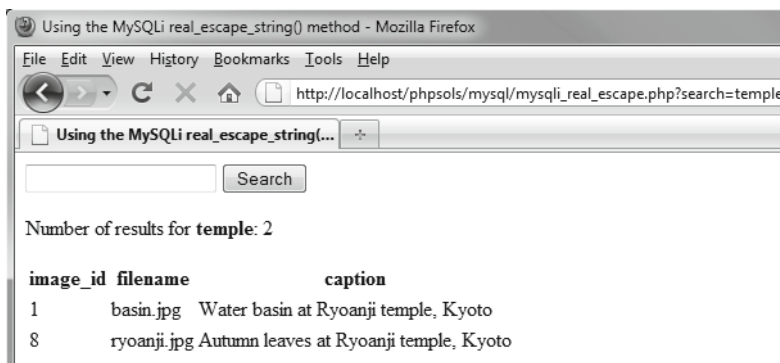 Using the MySQLi real_escape_string() method - Mozilla Firefox
File Edit View History Bookmarks Tools Help
http://localhost/phpsols/mysql/mysqli_real_escape.php?search=temple
Using the MySQLi real_escape_string(...
Search
Number of results for temple: 2
image_id filename caption
1 basin.jpg Water basin at Ryoanji temple, Kyoto
8 ryoanji.jpg Autumn leaves at Ryoanji temple, Kyoto